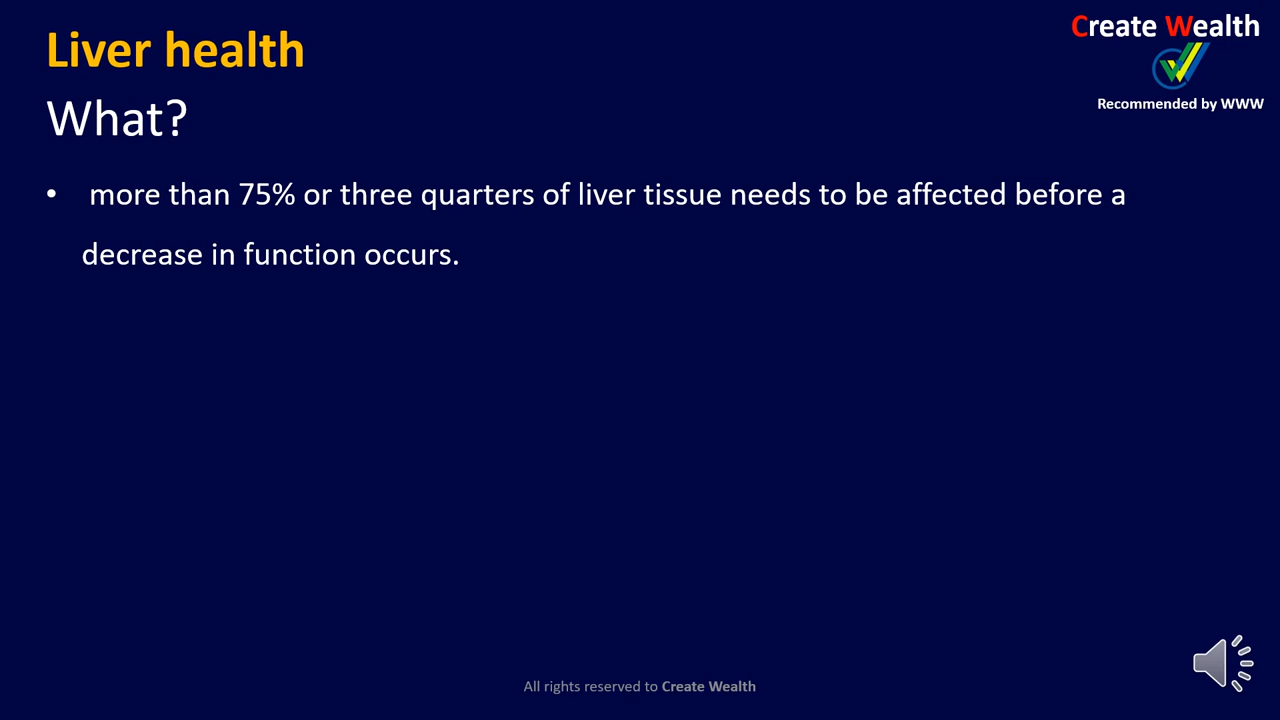 Liver health
Create Wealth
Recommended by WWW
What?
• more than 75% or three quarters of liver tissue needs to be affected before a
decrease in function occurs.
All rights reserved to Create Wealth